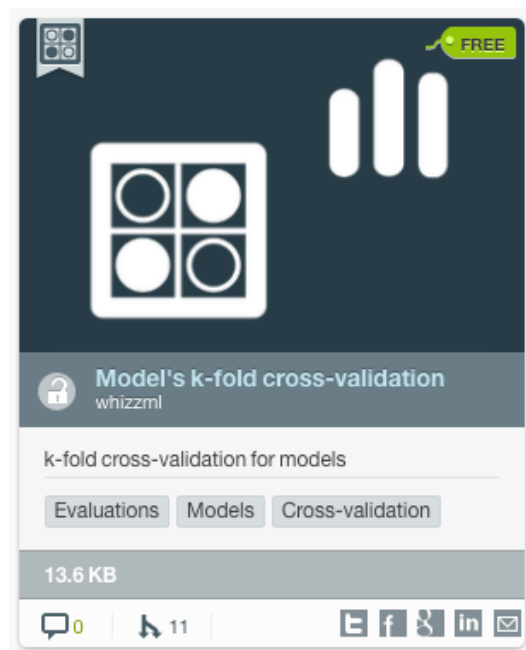 FREE
Model's k-fold cross-validation
whizzml
k-fold cross-validation for models
Evaluations Models Cross-validation
13.6 KB
0 11